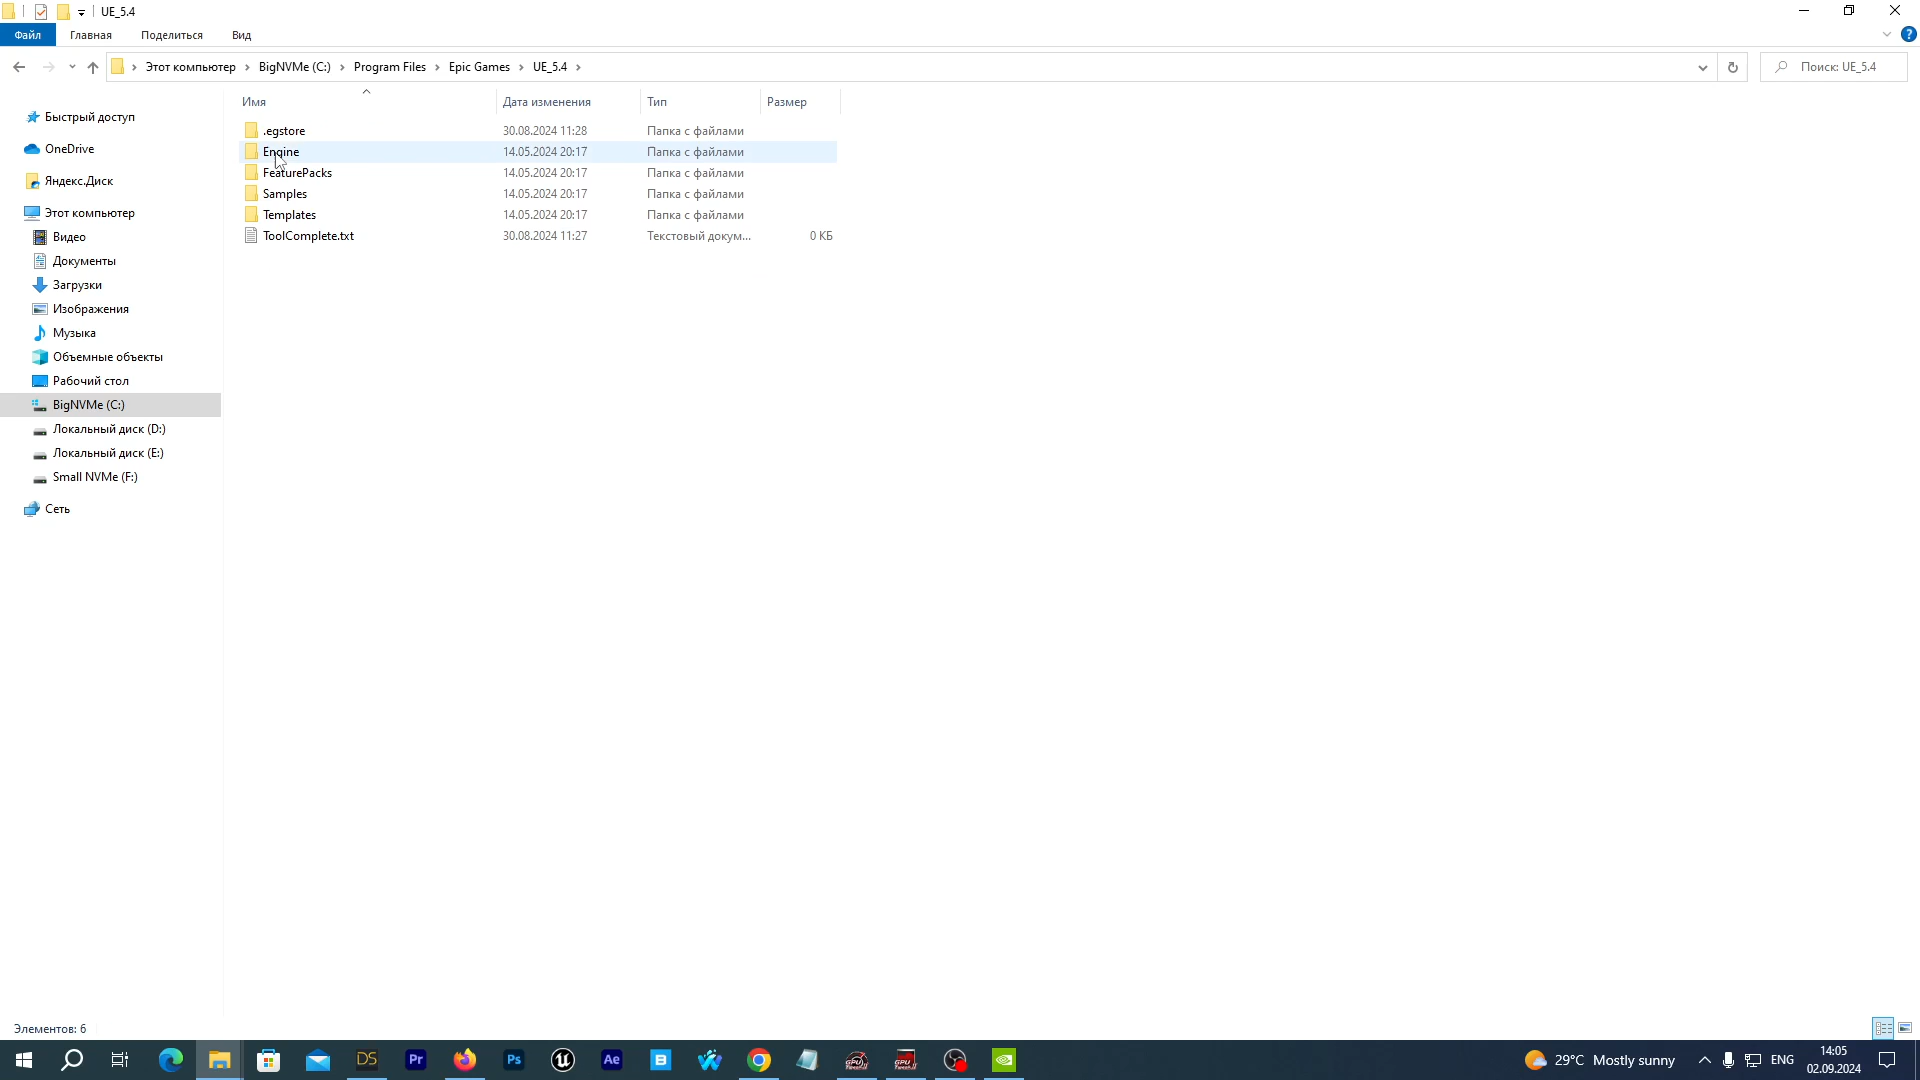 UE_5.4
Файл Главная Поделиться Вид
Этот компьютер BigNVMe (C:) Program Files Epic Games UE_5.4
Поиск: UE_5.4
Имя Дата изменения Тип Размер
.egstore 30.08.2024 11:28 Папка с файлами
Engine 14.05.2024 20:17 Папка с файлами
FeaturePacks 14.05.2024 20:17 Папка с файлами
Samples 14.05.2024 20:17 Папка с файлами
Templates 14.05.2024 20:17 Папка с файлами
ToolComplete.txt 30.08.2024 11:27 Текстовый докум... 0 КБ
Быстрый доступ
OneDrive
Яндекс.Диск
Этот компьютер
Видео
Документы
Загрузки
Изображения
Музыка
Объемные объекты
Рабочий стол
BigNVMe (C:)
Локальный диск (D:)
Локальный диск (E:)
Small NVMe (F:)
Сеть
Элементов: 6
DS Pr Ps Ae
29°C Mostly sunny ENG 14:05
02.09.2024